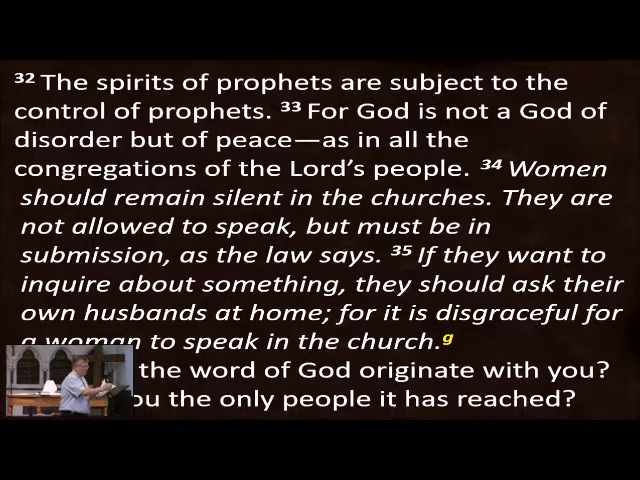 32 The spirits of prophets are subject to the
control of prophets. 33 For God is not a God of
disorder but of peace—as in all the
congregations of the Lord’s people. 34 Women
should remain silent in the churches. They are
not allowed to speak, but must be in
submission, as the law says. 35 If they want to
inquire about something, they should ask their
own husbands at home; for it is disgraceful for
a woman to speak in the church.g
the word of God originate with you?
the only people it has reached?